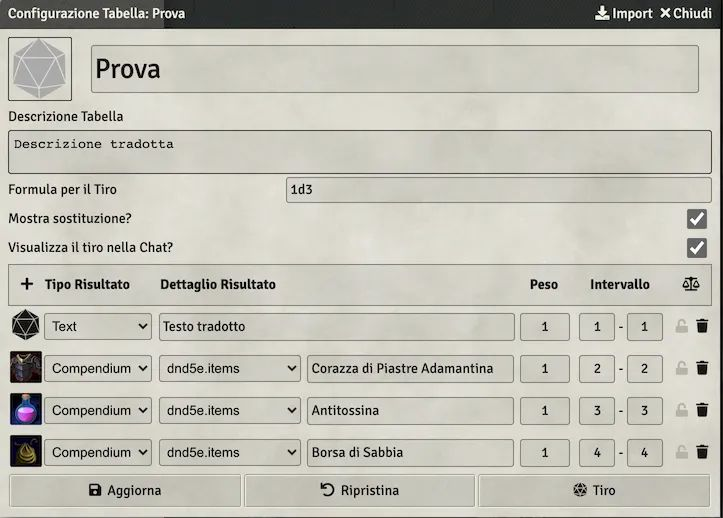 Configurazione Tabella: Prova Import Chiudi
Prova
Descrizione Tabella
Descrizione tradotta
Formula per il Tiro 1d3
Mostra sostituzione?
Visualizza il tiro nella Chat?
+ Tipo Risultato Dettaglio Risultato Peso Intervallo
Text Testo tradotto 1 1 - 1
Compendium dnd5e.items Corazza di Piastre Adamantina 1 2 - 2
Compendium dnd5e.items Antitossina 1 3 - 3
Compendium dnd5e.items Borsa di Sabbia 1 4 - 4
Aggiorna Ripristina Tiro